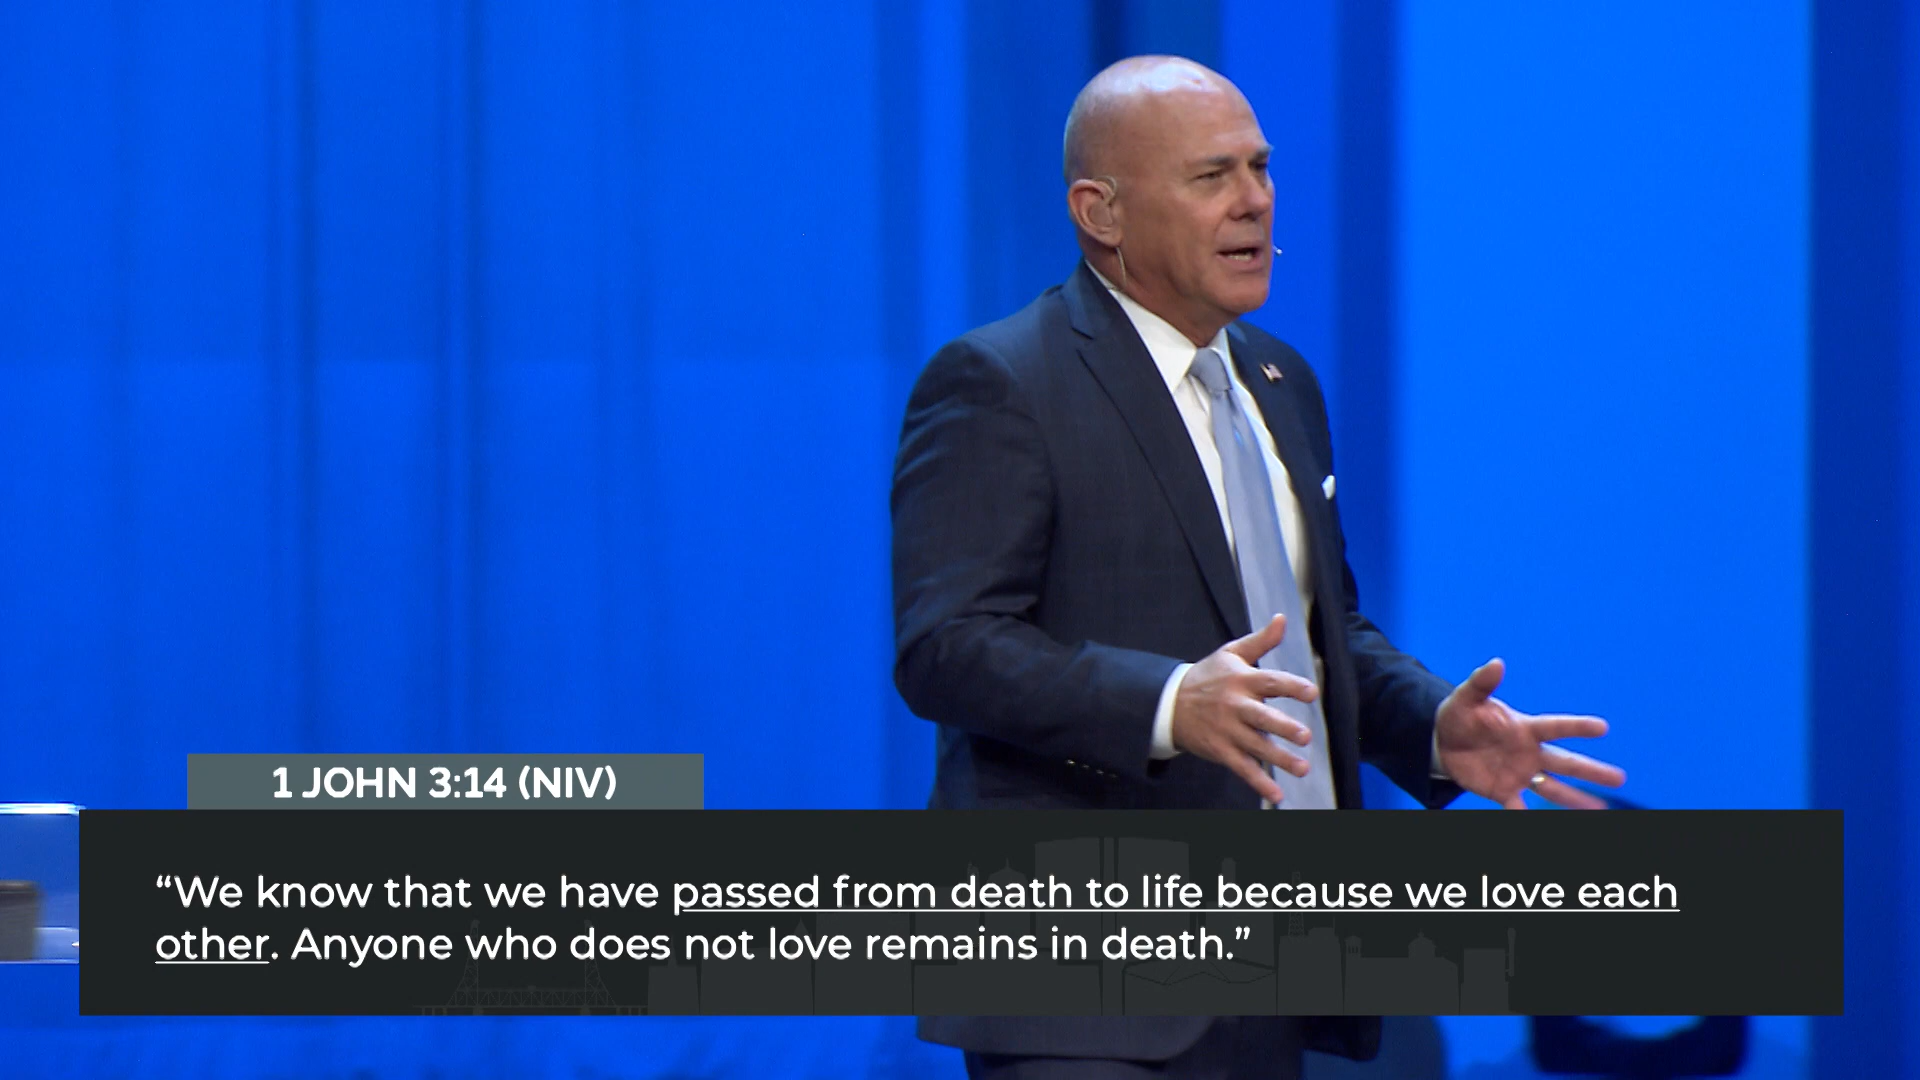 1 JOHN 3:14 (NIV)
“We know that we have passed from death to life because we love each
other. Anyone who does not love remains in death.”